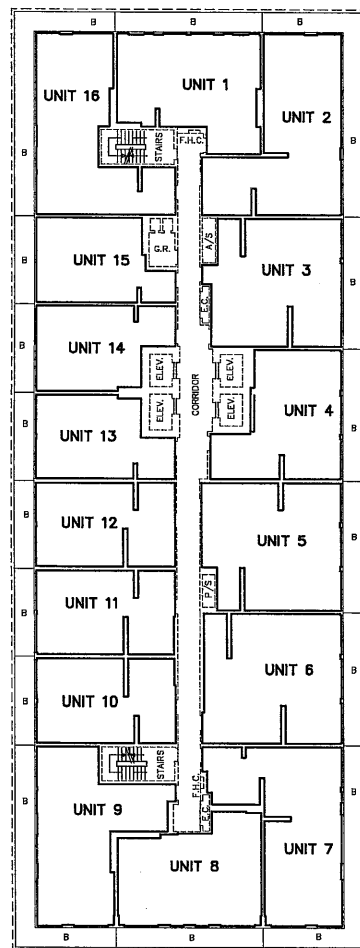 B
B
B
UNIT 16
UNIT 1
UNIT 2
STAIRS
F.H.C.
B
B
G.R.
A/S
UNIT 15
UNIT 3
B
B
E.C.
UNIT 14
B
B
ELEV.
ELEV.
CORRIDOR
ELEV.
ELEV.
UNIT 4
UNIT 13
B
B
UNIT 12
B
B
UNIT 5
P/S
UNIT 11
B
B
UNIT 6
UNIT 10
B
B
STAIRS
F.H.C.
E.C.
UNIT 9
B
B
UNIT 8
UNIT 7
B
B
B